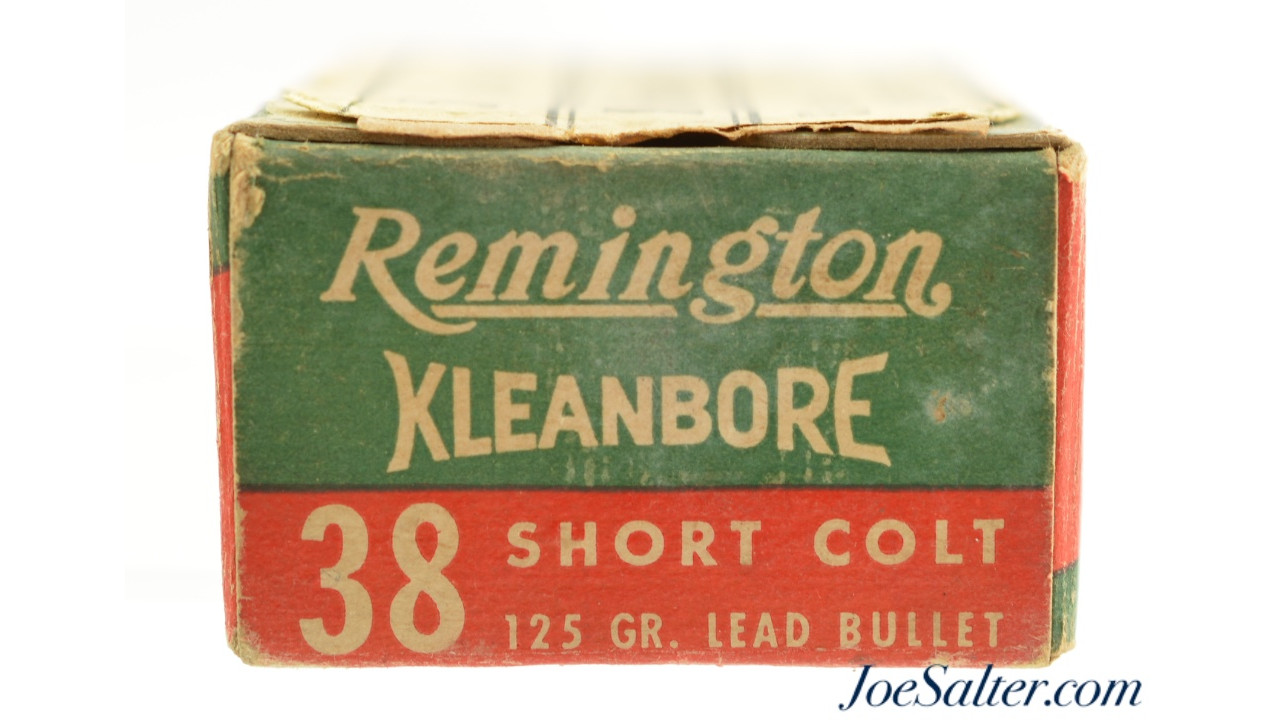 Remington
KLEANBORE
38 SHORT COLT
125 GR. LEAD BULLET
JoeSalter.com